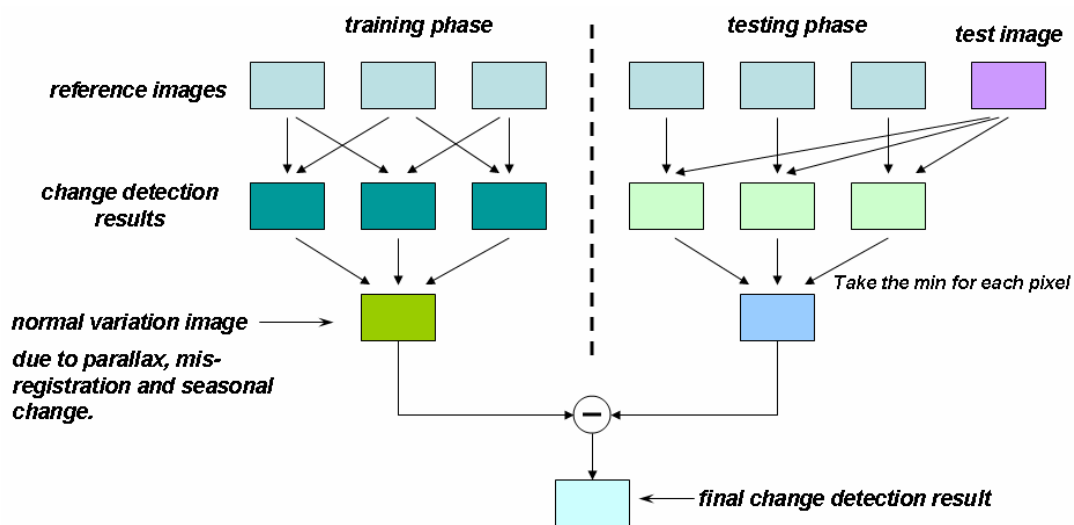 training phase
testing phase
test image
reference images
change detection
results
Take the min for each pixel
normal variation image
due to parallax, mis-
registration and seasonal
change.
final change detection result